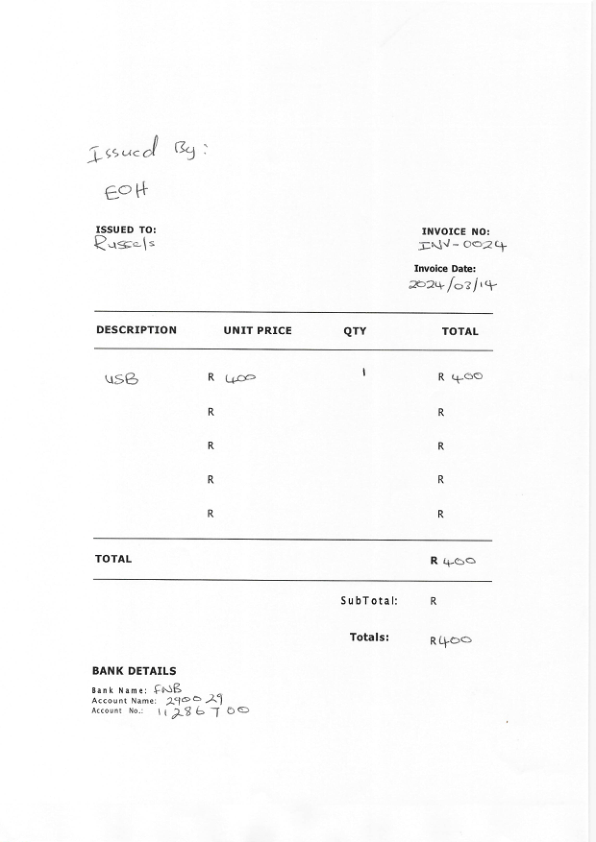 Issued By:
EOH
ISSUED TO:
Russels
INVOICE NO:
INV-0024
Invoice Date:
2024/03/14
DESCRIPTION UNIT PRICE QTY TOTAL
USB R 400 1 R 400
R R
R R
R R
R R
TOTAL R 400
SubTotal: R
Totals: R400
BANK DETAILS
Bank Name: FNB
Account Name: 290029
Account No.: 11286700